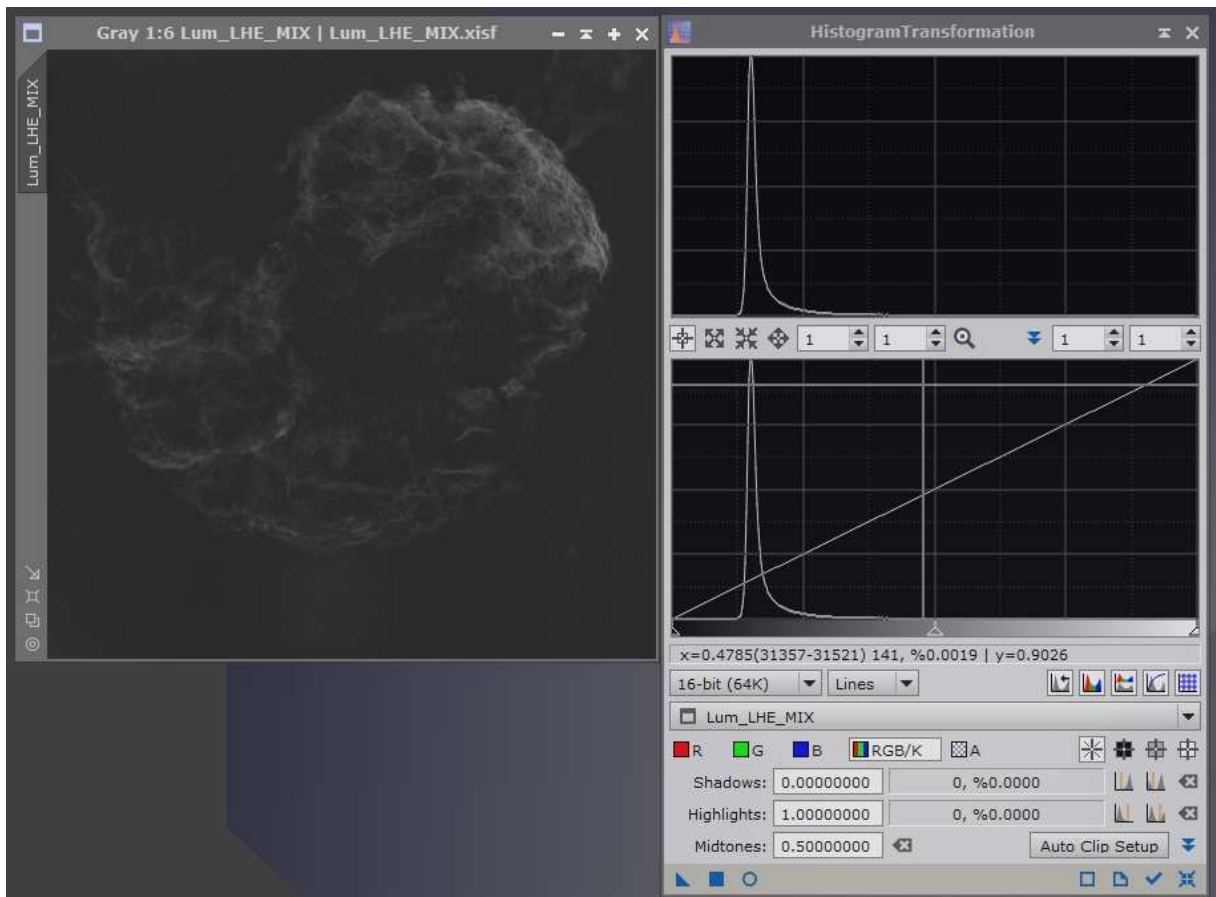 Gray 1:6 Lum_LHE_MIX | Lum_LHE_MIX.xisf
Lum_LHE_MIX
HistogramTransformation
1 1 1 1
x=0.4785(31357-31521) 141, %0.0019 | y=0.9026
16-bit (64K) Lines
Lum_LHE_MIX
R G B RGB/K A
Shadows: 0.00000000 0, %0.0000
Highlights: 1.00000000 0, %0.0000
Midtones: 0.50000000 Auto Clip Setup